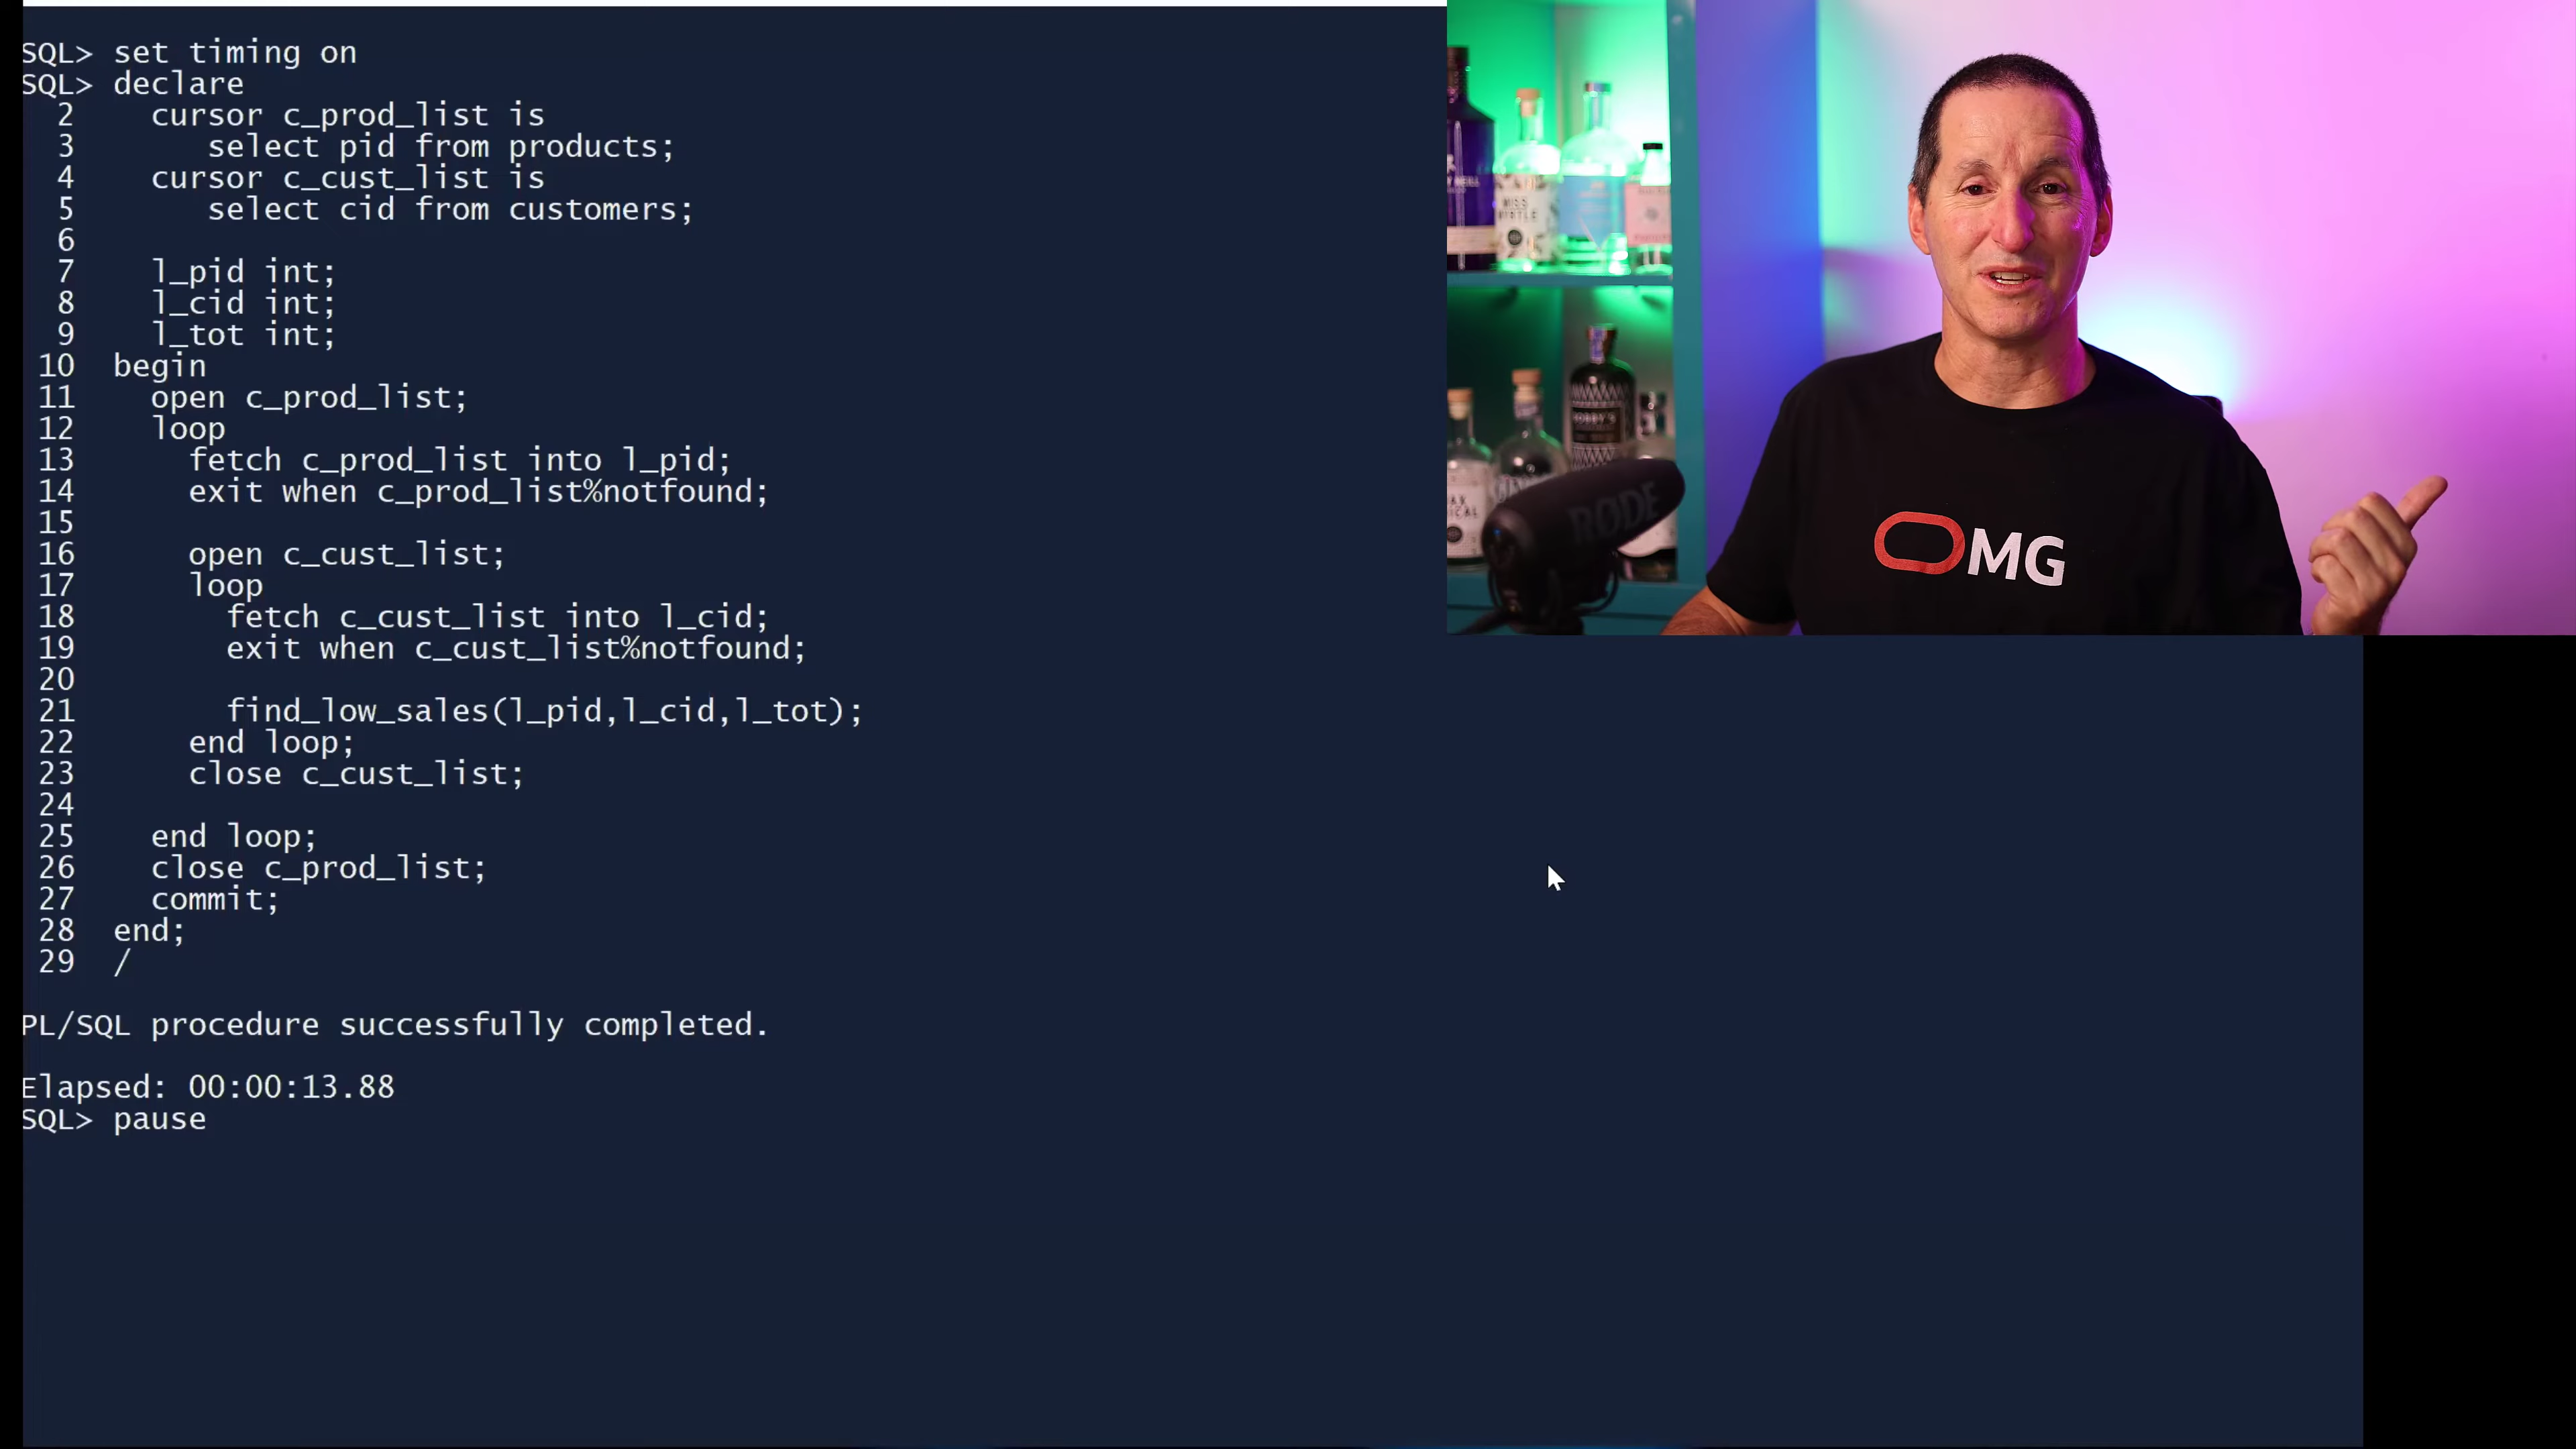 SQL> set timing on
SQL> declare
2 cursor c_prod_list is
3 select pid from products;
4 cursor c_cust_list is
5 select cid from customers;
6
7 l_pid int;
8 l_cid int;
9 l_tot int;
10 begin
11 open c_prod_list;
12 loop
13 fetch c_prod_list into l_pid;
14 exit when c_prod_list%notfound;
15
16 open c_cust_list;
17 loop
18 fetch c_cust_list into l_cid;
19 exit when c_cust_list%notfound;
20
21 find_low_sales(l_pid,l_cid,l_tot);
22 end loop;
23 close c_cust_list;
24
25 end loop;
26 close c_prod_list;
27 commit;
28 end;
29 /
PL/SQL procedure successfully completed.
Elapsed: 00:00:13.88
SQL> pause
RØDE
OMG